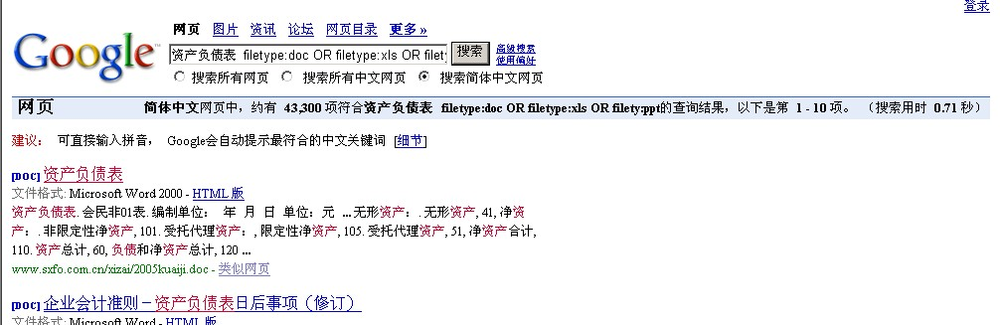 登录
网页 图片 资讯 论坛 网页目录 更多 »
Google™
资产负债表 filetype:doc OR filetype:xls OR filet 搜索 高级搜索 使用偏好
搜索所有网页 搜索所有中文网页 搜索简体中文网页
网页 简体中文网页中，约有 43,300 项符合资产负债表 filetype:doc OR filetype:xls OR filety:ppt的查询结果，以下是第 1 - 10 项。 （搜索用时 0.71 秒）
建议： 可直接输入拼音， Google会自动提示最符合的中文关键词 [细节]
[DOC] 资产负债表
文件格式: Microsoft Word 2000 - HTML 版
资产负债表. 会民非01表. 编制单位： 年 月 日 单位：元 ... 无形资产：. 无形资产, 41, 净资
产：. 非限定性净资产, 101. 受托代理资产：, 限定性净资产, 105. 受托代理资产, 51, 净资产合计,
110. 资产总计, 60, 负债和净资产总计, 120 ...
www.sxfo.com.cn/xizai/2005kuaiji.doc - 类似网页
[DOC] 企业会计准则－资产负债表日后事项（修订）
文件格式: Microsoft Word - HTML 版